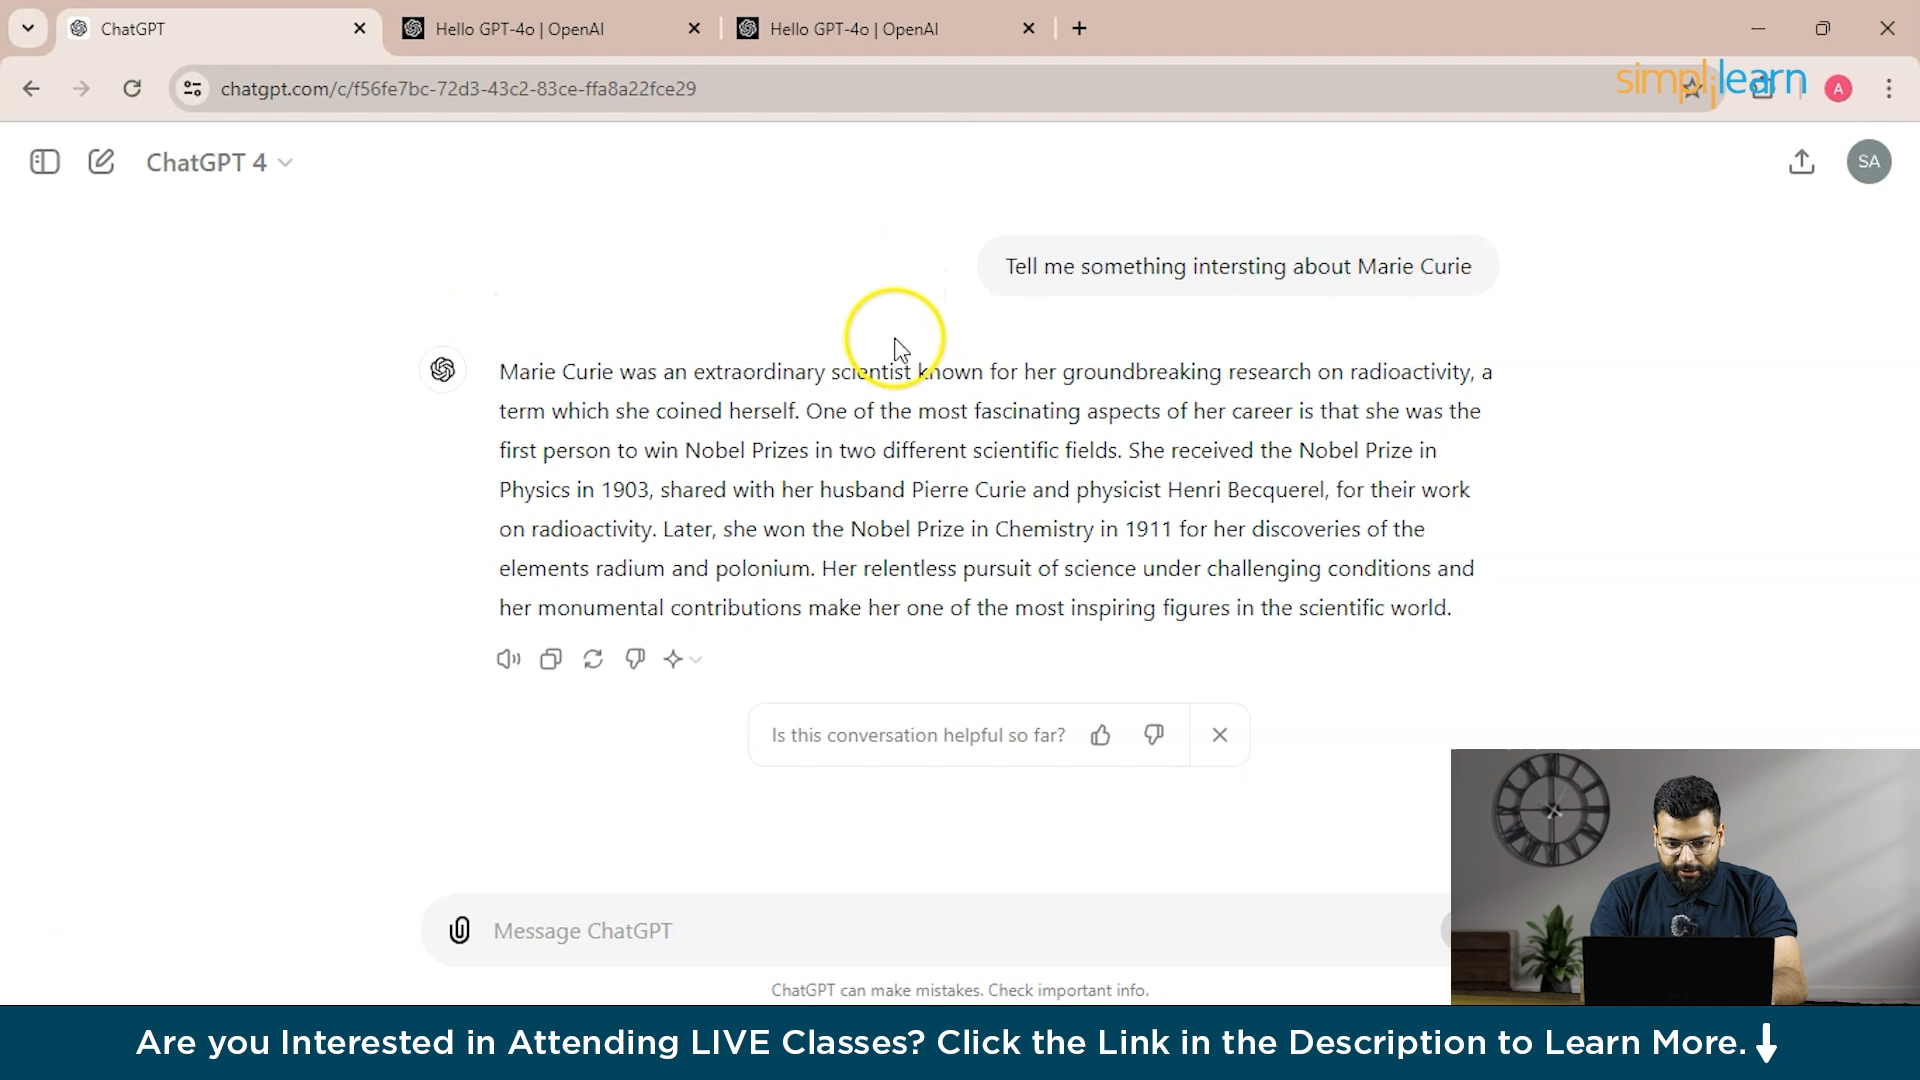 ChatGPT
Hello GPT-4o | OpenAI
Hello GPT-4o | OpenAI
chatgpt.com/c/f56fe7bc-72d3-43c2-83ce-ffa8a22fce29
simplilearn
A
ChatGPT 4
SA
Tell me something intersting about Marie Curie
Marie Curie was an extraordinary scientist known for her groundbreaking research on radioactivity, a
term which she coined herself. One of the most fascinating aspects of her career is that she was the
first person to win Nobel Prizes in two different scientific fields. She received the Nobel Prize in
Physics in 1903, shared with her husband Pierre Curie and physicist Henri Becquerel, for their work
on radioactivity. Later, she won the Nobel Prize in Chemistry in 1911 for her discoveries of the
elements radium and polonium. Her relentless pursuit of science under challenging conditions and
her monumental contributions make her one of the most inspiring figures in the scientific world.
Is this conversation helpful so far?
Message ChatGPT
ChatGPT can make mistakes. Check important info.
Are you Interested in Attending LIVE Classes? Click the Link in the Description to Learn More.